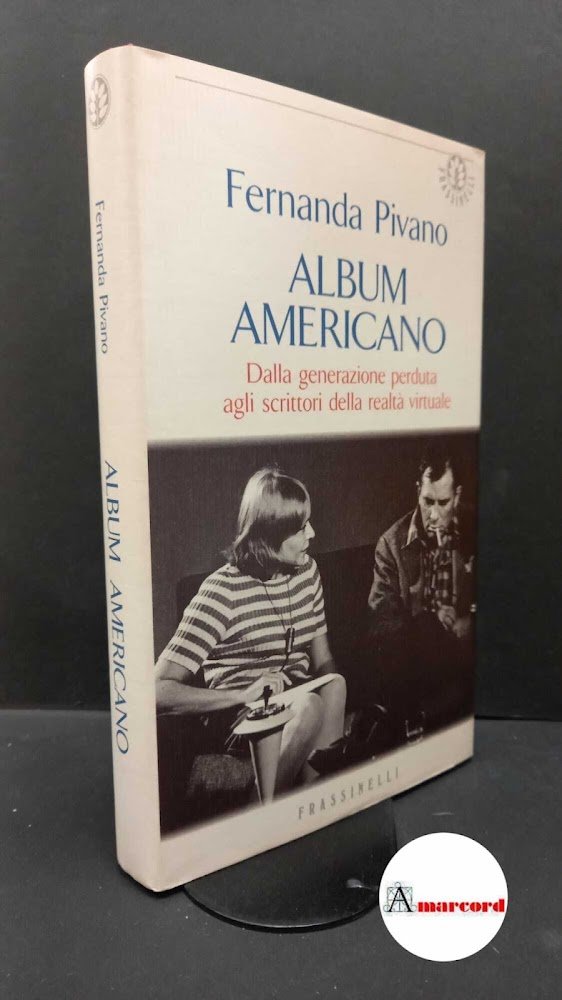 Fernanda Pivano
ALBUM
AMERICANO
Dalla generazione perduta
agli scrittori della realtà virtuale
FRASSINELLI
FRASSINELLI
Fernanda Pivano
ALBUM AMERICANO
Amarcord